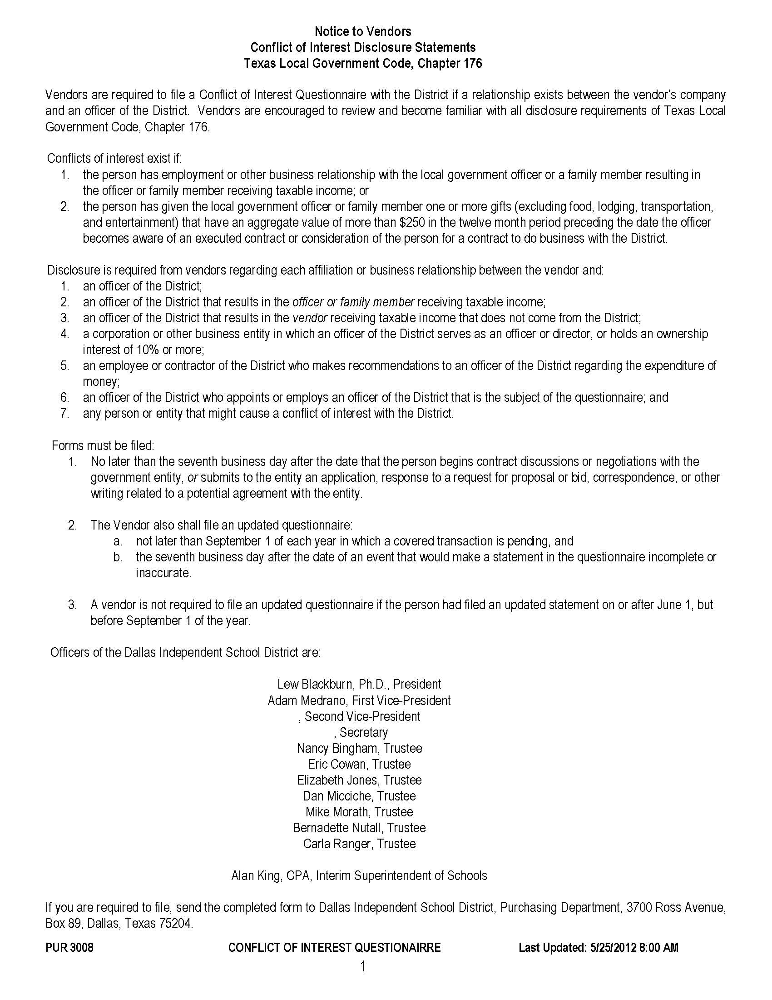 Notice to Vendors
Conflict of Interest Disclosure Statements
Texas Local Government Code, Chapter 176
Vendors are required to file a Conflict of Interest Questionnaire with the District if a relationship exists between the vendor's company
and an officer of the District. Vendors are encouraged to review and become familiar with all disclosure requirements of Texas Local
Government Code, Chapter 176.
Conflicts of interest exist if:
1. the person has employment or other business relationship with the local government officer or a family member resulting in
the officer or family member receiving taxable income; or
2. the person has given the local government officer or family member one or more gifts (excluding food, lodging, transportation,
and entertainment) that have an aggregate value of more than $250 in the twelve month period preceding the date the officer
becomes aware of an executed contract or consideration of the person for a contract to do business with the District.
Disclosure is required from vendors regarding each affiliation or business relationship between the vendor and:
1. an officer of the District;
2. an officer of the District that results in the officer or family member receiving taxable income;
3. an officer of the District that results in the vendor receiving taxable income that does not come from the District;
4. a corporation or other business entity in which an officer of the District serves as an officer or director, or holds an ownership
interest of 10% or more;
5. an employee or contractor of the District who makes recommendations to an officer of the District regarding the expenditure of
money;
6. an officer of the District who appoints or employs an officer of the District that is the subject of the questionnaire; and
7. any person or entity that might cause a conflict of interest with the District.
Forms must be filed:
1. No later than the seventh business day after the date that the person begins contract discussions or negotiations with the
government entity, or submits to the entity an application, response to a request for proposal or bid, correspondence, or other
writing related to a potential agreement with the entity.
2. The Vendor also shall file an updated questionnaire:
a. not later than September 1 of each year in which a covered transaction is pending, and
b. the seventh business day after the date of an event that would make a statement in the questionnaire incomplete or
inaccurate.
3. A vendor is not required to file an updated questionnaire if the person had filed an updated statement on or after June 1, but
before September 1 of the year.
Officers of the Dallas Independent School District are:
Lew Blackburn, Ph.D., President
Adam Medrano, First Vice-President
, Second Vice-President
, Secretary
Nancy Bingham, Trustee
Eric Cowan, Trustee
Elizabeth Jones, Trustee
Dan Micciche, Trustee
Mike Morath, Trustee
Bernadette Nutall, Trustee
Carla Ranger, Trustee
Alan King, CPA, Interim Superintendent of Schools
If you are required to file, send the completed form to Dallas Independent School District, Purchasing Department, 3700 Ross Avenue,
Box 89, Dallas, Texas 75204.
PUR 3008 CONFLICT OF INTEREST QUESTIONAIRRE Last Updated: 5/25/2012 8:00 AM
1